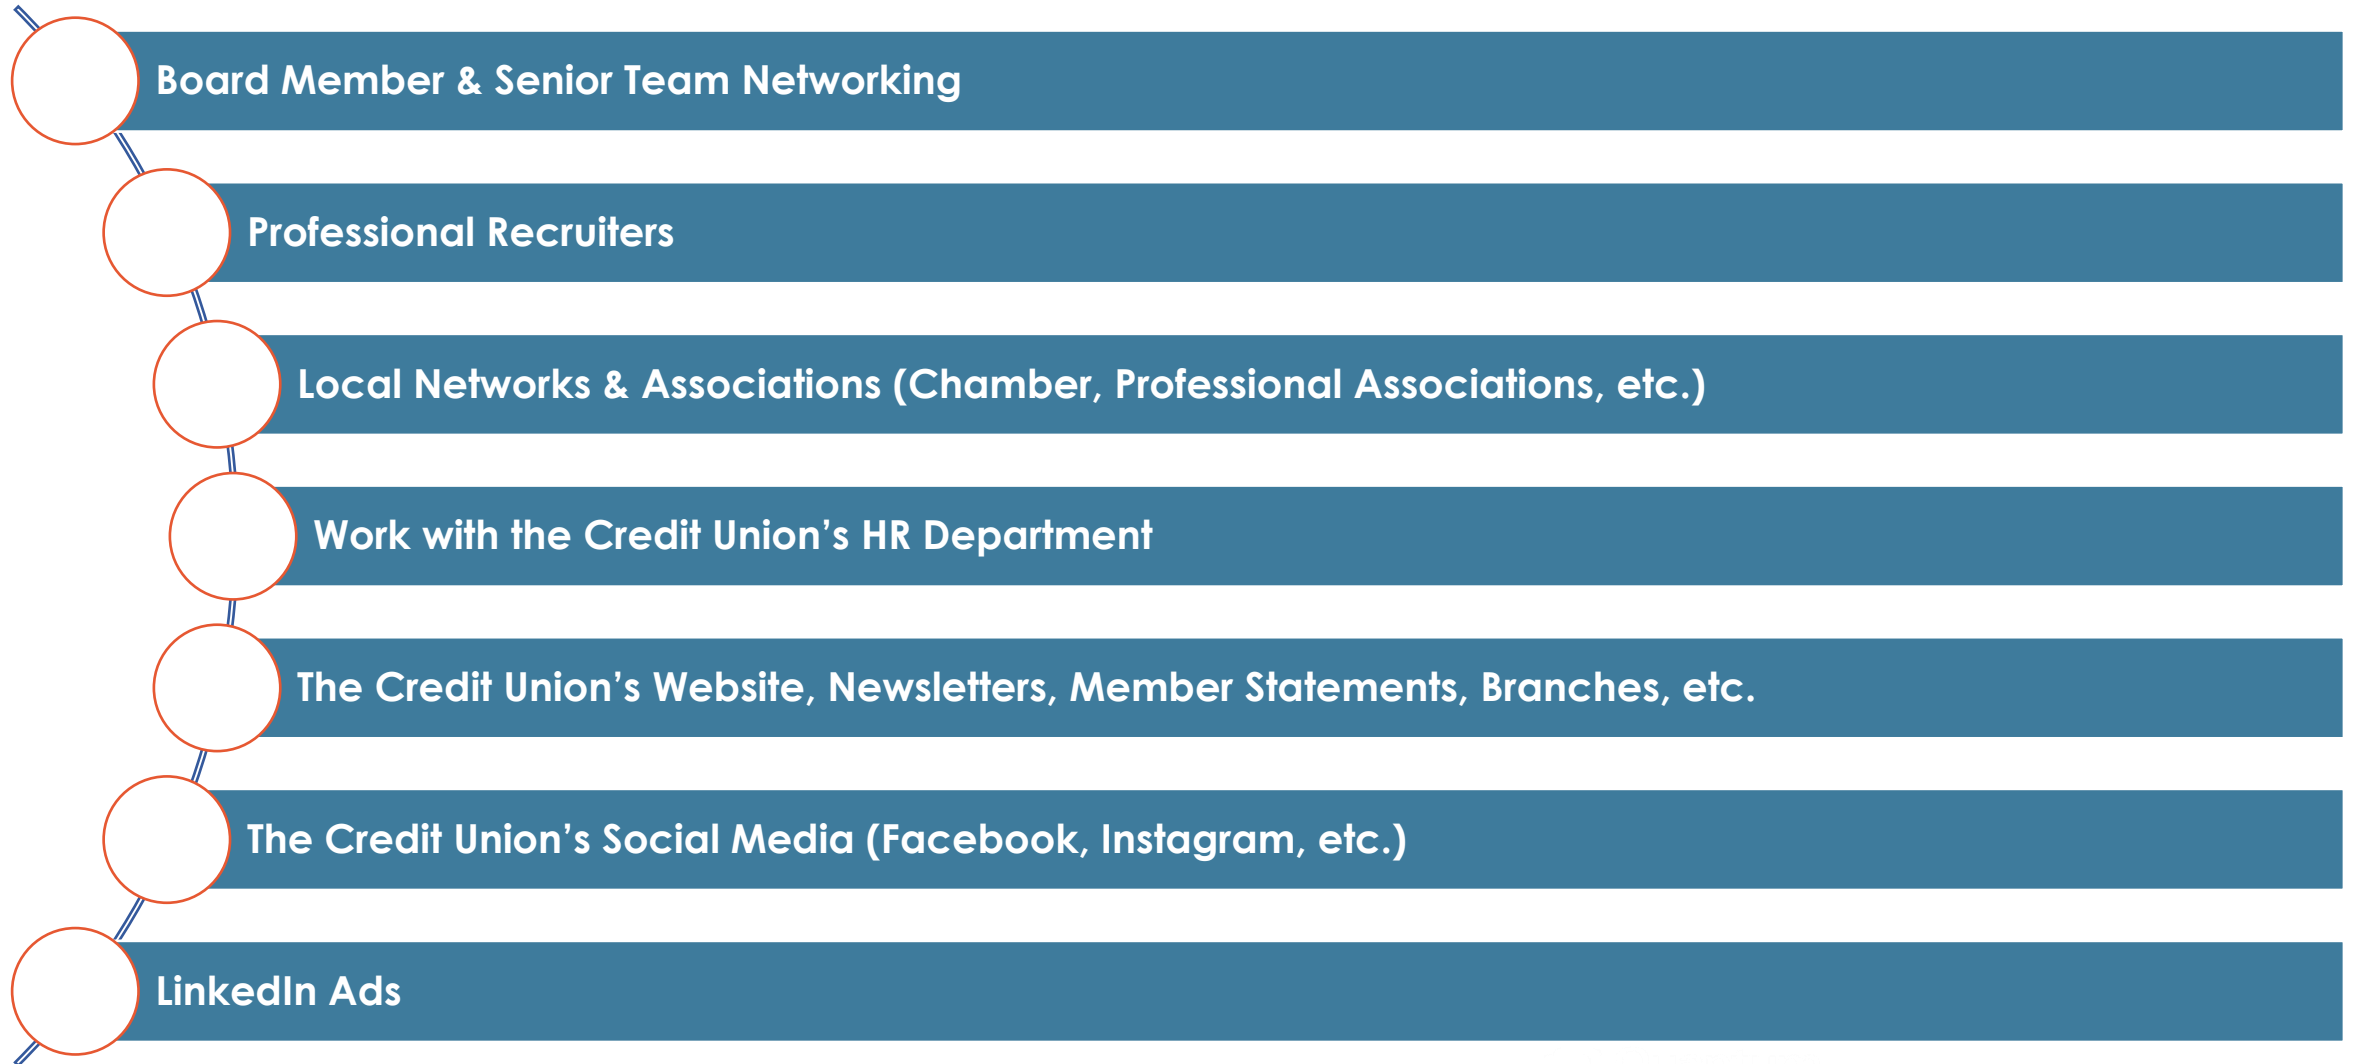 Board Member & Senior Team Networking
Professional Recruiters
Local Networks & Associations (Chamber, Professional Associations, etc.)
Work with the Credit Union’s HR Department
The Credit Union’s Website, Newsletters, Member Statements, Branches, etc.
The Credit Union’s Social Media (Facebook, Instagram, etc.)
LinkedIn Ads